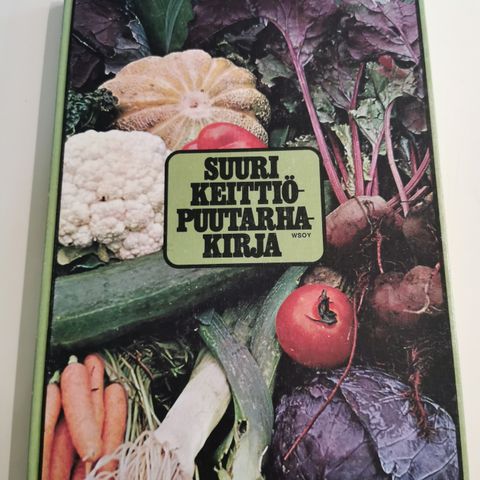 SUURI
KEITTIÖ-
PUUTARHA-
KIRJA
WSOY